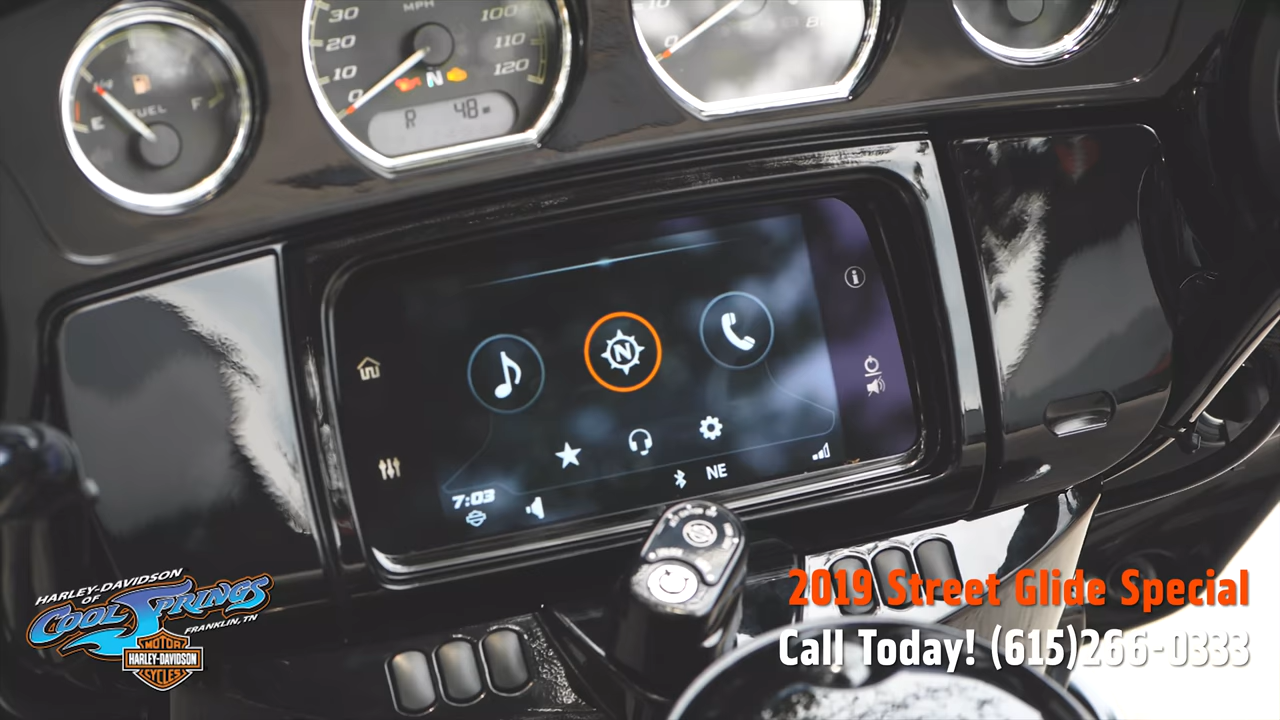 30
MPH
100
20
110
10
120
0
N
R 48
FUEL
E
F
N
7:03
NE
HARLEY-DAVIDSON
OF
COOL SPRINGS
FRANKLIN, TN
MOTOR
HARLEY-DAVIDSON
CYCLES
2019 Street Glide Special
Call Today! (615)266-0333